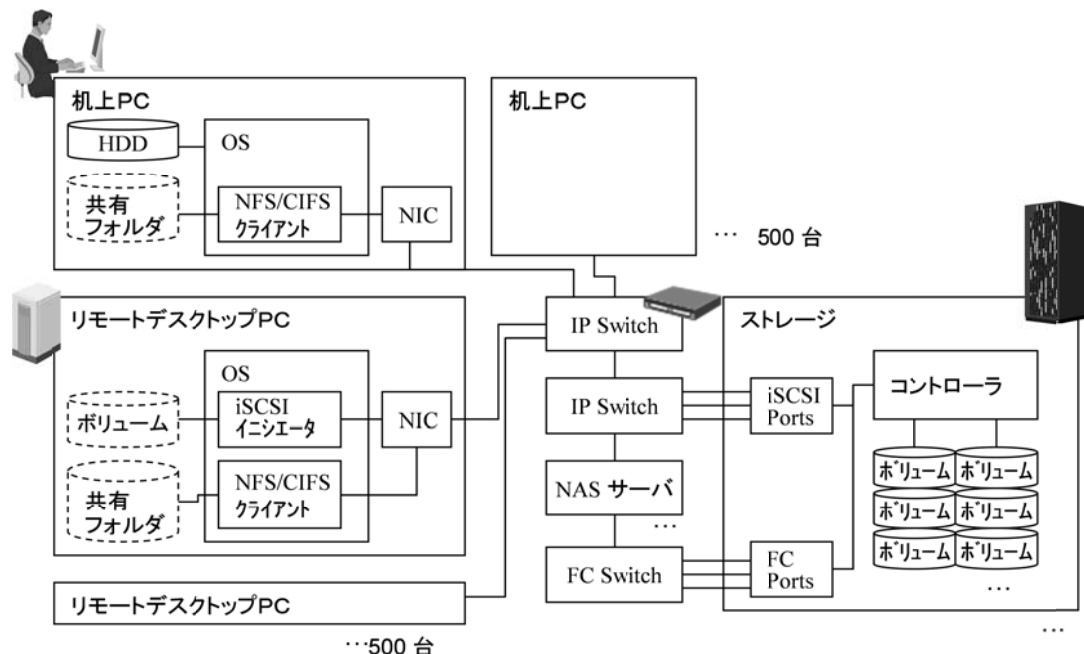 机上PC
HDD
OS
共有
フォルダ
NFS/CIFS
クライアント
NIC
机上PC
… 500 台
リモートデスクトップPC
OS
ボリューム
iSCSI
イニシエータ
NIC
共有
フォルダ
NFS/CIFS
クライアント
リモートデスクトップPC
…500 台
IP Switch
IP Switch
NAS サーバ
…
FC Switch
ストレージ
iSCSI
Ports
コントローラ
ボリューム ボリューム
ボリューム ボリューム
ボリューム ボリューム
…
FC
Ports
…